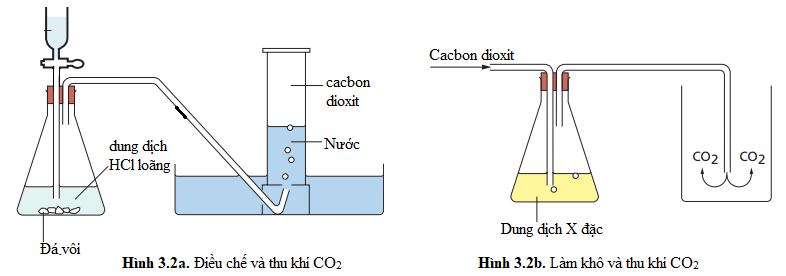 cacbon
dioxit
dung dịch
HCl loãng
Nước
Đá vôi
Hình 3.2a. Điều chế và thu khí CO2
Cacbon dioxit
CO2 CO2
Dung dịch X đặc
Hình 3.2b. Làm khô và thu khí CO2